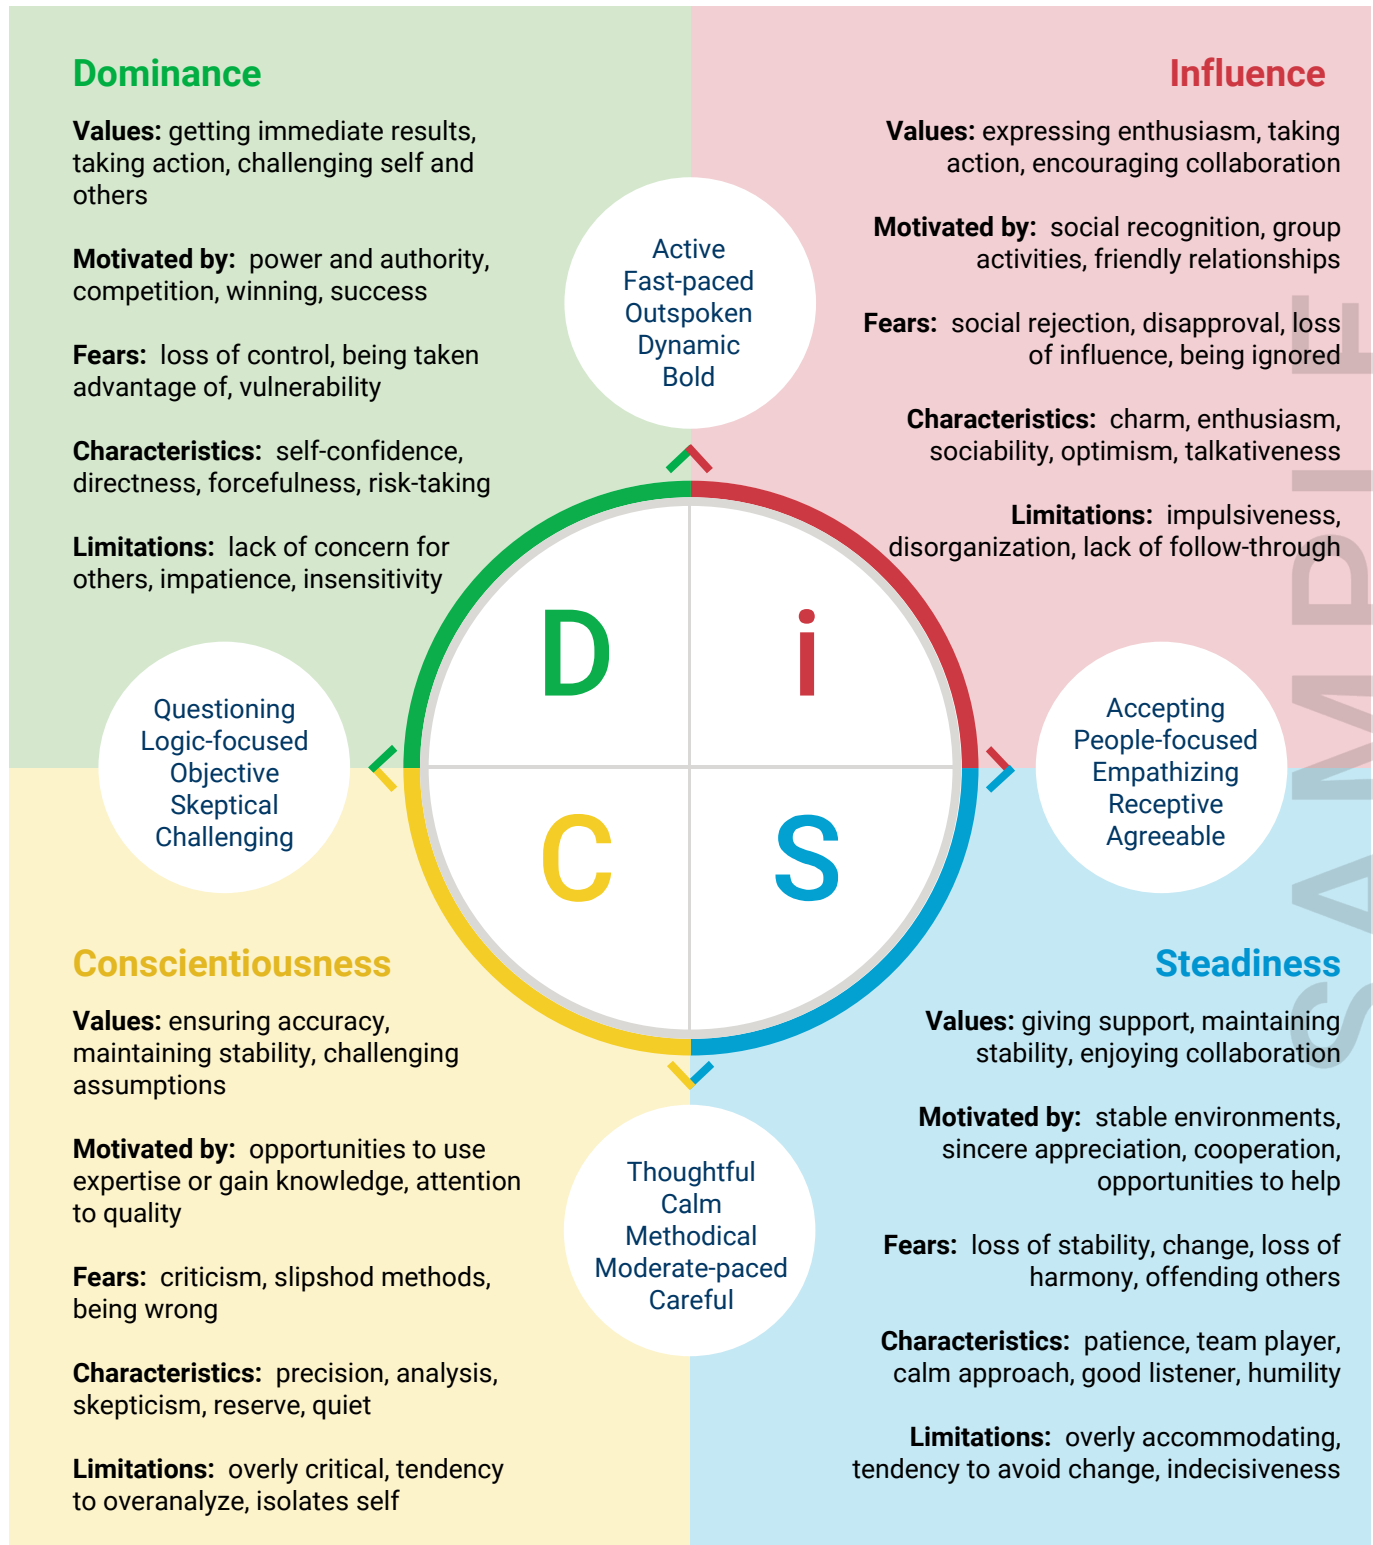 Dominance
Values: getting immediate results,
taking action, challenging self and
others
Motivated by: power and authority,
competition, winning, success
Fears: loss of control, being taken
advantage of, vulnerability
Characteristics: self-confidence,
directness, forcefulness, risk-taking
Limitations: lack of concern for
others, impatience, insensitivity
Influence
Values: expressing enthusiasm, taking
action, encouraging collaboration
Motivated by: social recognition, group
activities, friendly relationships
Fears: social rejection, disapproval, loss
of influence, being ignored
Characteristics: charm, enthusiasm,
sociability, optimism, talkativeness
Limitations: impulsiveness,
disorganization, lack of follow-through
Active
Fast-paced
Outspoken
Dynamic
Bold
Questioning
Logic-focused
Objective
Skeptical
Challenging
D
i
C
S
Accepting
People-focused
Empathizing
Receptive
Agreeable
Conscientiousness
Values: ensuring accuracy,
maintaining stability, challenging
assumptions
Motivated by: opportunities to use
expertise or gain knowledge, attention
to quality
Fears: criticism, slipshod methods,
being wrong
Characteristics: precision, analysis,
skepticism, reserve, quiet
Limitations: overly critical, tendency
to overanalyze, isolates self
Thoughtful
Calm
Methodical
Moderate-paced
Careful
Steadiness
Values: giving support, maintaining
stability, enjoying collaboration
Motivated by: stable environments,
sincere appreciation, cooperation,
opportunities to help
Fears: loss of stability, change, loss of
harmony, offending others
Characteristics: patience, team player,
calm approach, good listener, humility
Limitations: overly accommodating,
tendency to avoid change, indecisiveness
SAMPLE